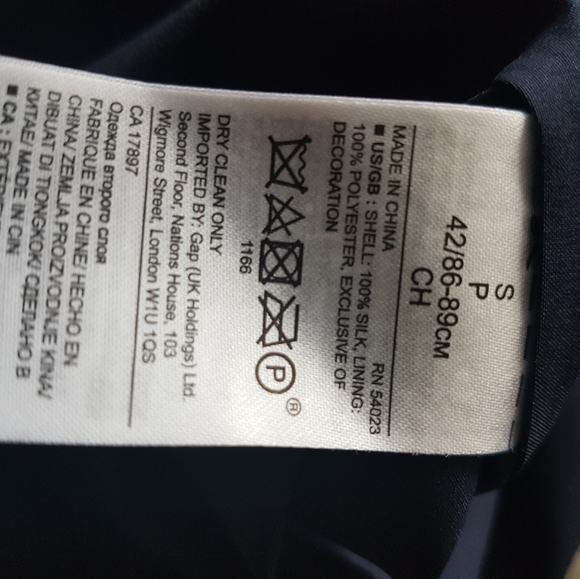 S
P
42/86-89CM
CH
MADE IN CHINA
RN 54023
■ US/GB : SHELL: 100% SILK, LINING:
100% POLYESTER, EXCLUSIVE OF
DECORATION
P
®
1166
DRY CLEAN ONLY
IMPORTED BY: Gap (UK Holdings) Ltd.
Second Floor, Nations House, 103
Wigmore Street, London W1U 1QS
CA 17897
Одежда второго слоя
FABRIQUE EN CHINE/ HECHO EN
CHINA/ ZEMLJA PROIZVODNJE KINA/
DIBUAT DI TIONGKOK/ СДЕЛАНО В
КИТАЕ/ MADE IN CIN
■ CA :